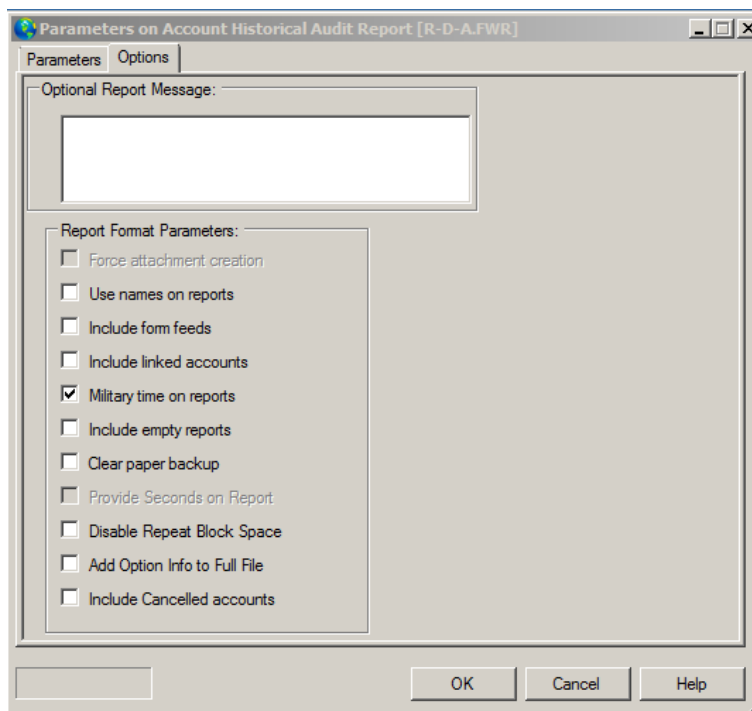 Parameters on Account Historical Audit Report [R-D-A.FWR]
Parameters Options
Optional Report Message:
Report Format Parameters:
Force attachment creation
Use names on reports
Include form feeds
Include linked accounts
Military time on reports
Include empty reports
Clear paper backup
Provide Seconds on Report
Disable Repeat Block Space
Add Option Info to Full File
Include Cancelled accounts
OK Cancel Help